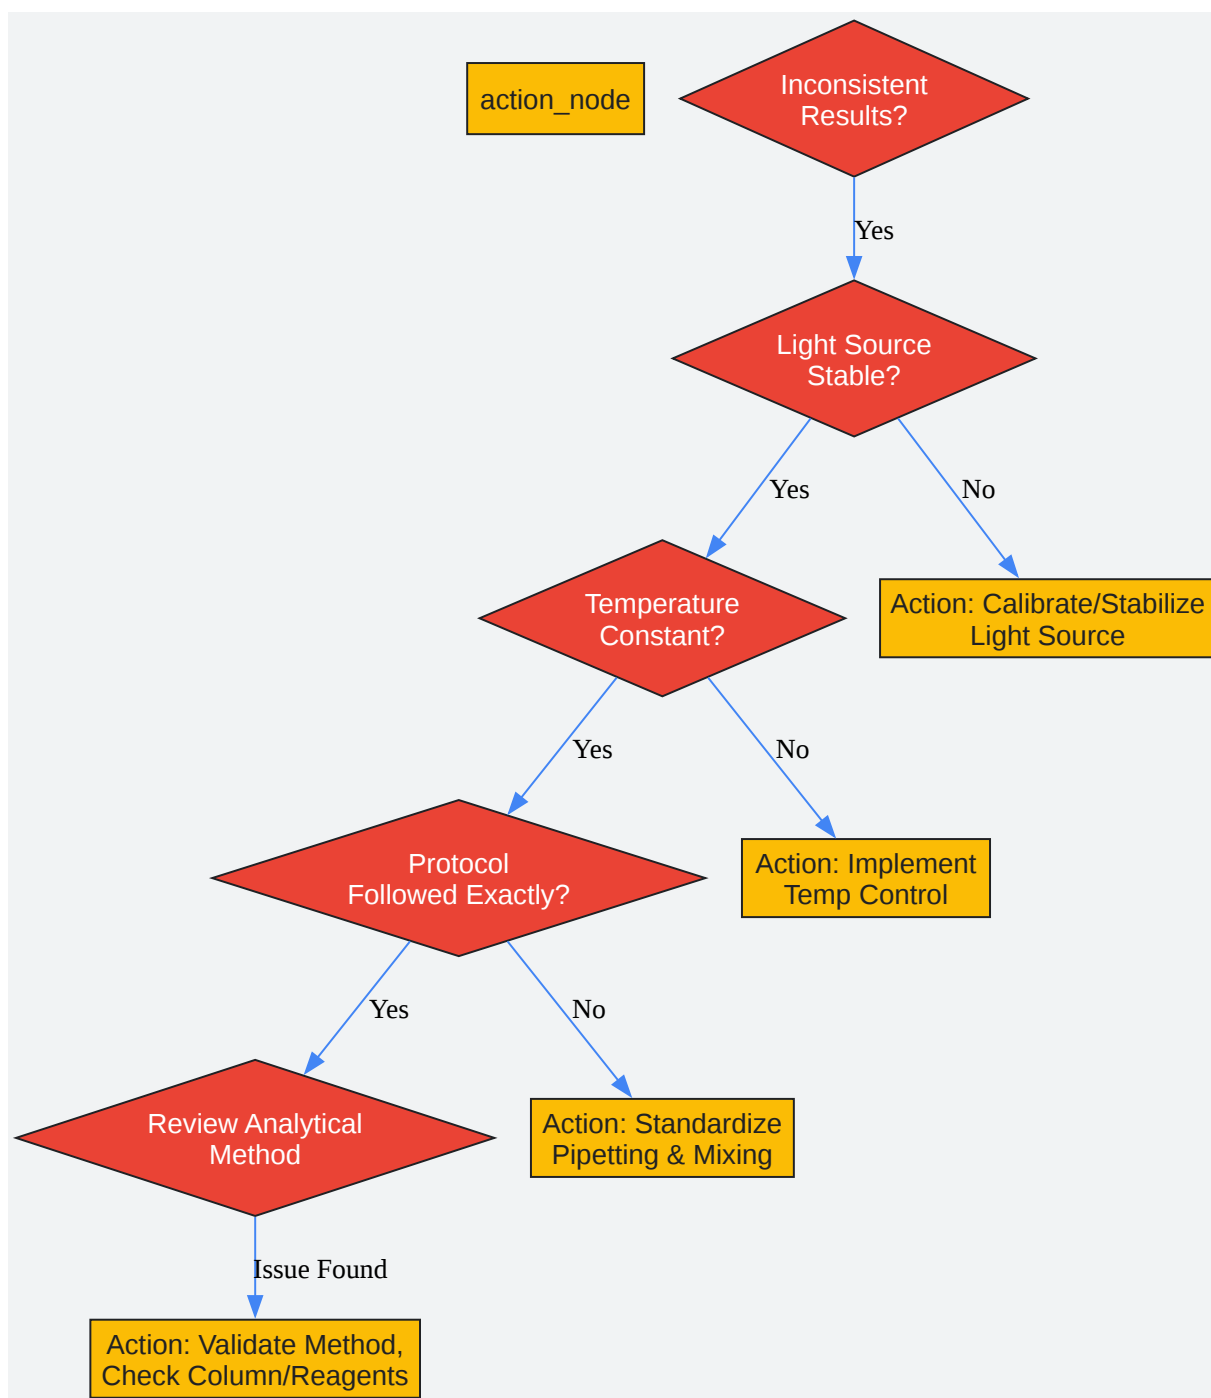 action_node
Inconsistent
Results?
Yes
Light Source
Stable?
Yes
No
Temperature
Constant?
Action: Calibrate/Stabilize
Light Source
Yes
No
Protocol
Followed Exactly?
Action: Implement
Temp Control
Yes
No
Review Analytical
Method
Action: Standardize
Pipetting & Mixing
Issue Found
Action: Validate Method,
Check Column/Reagents